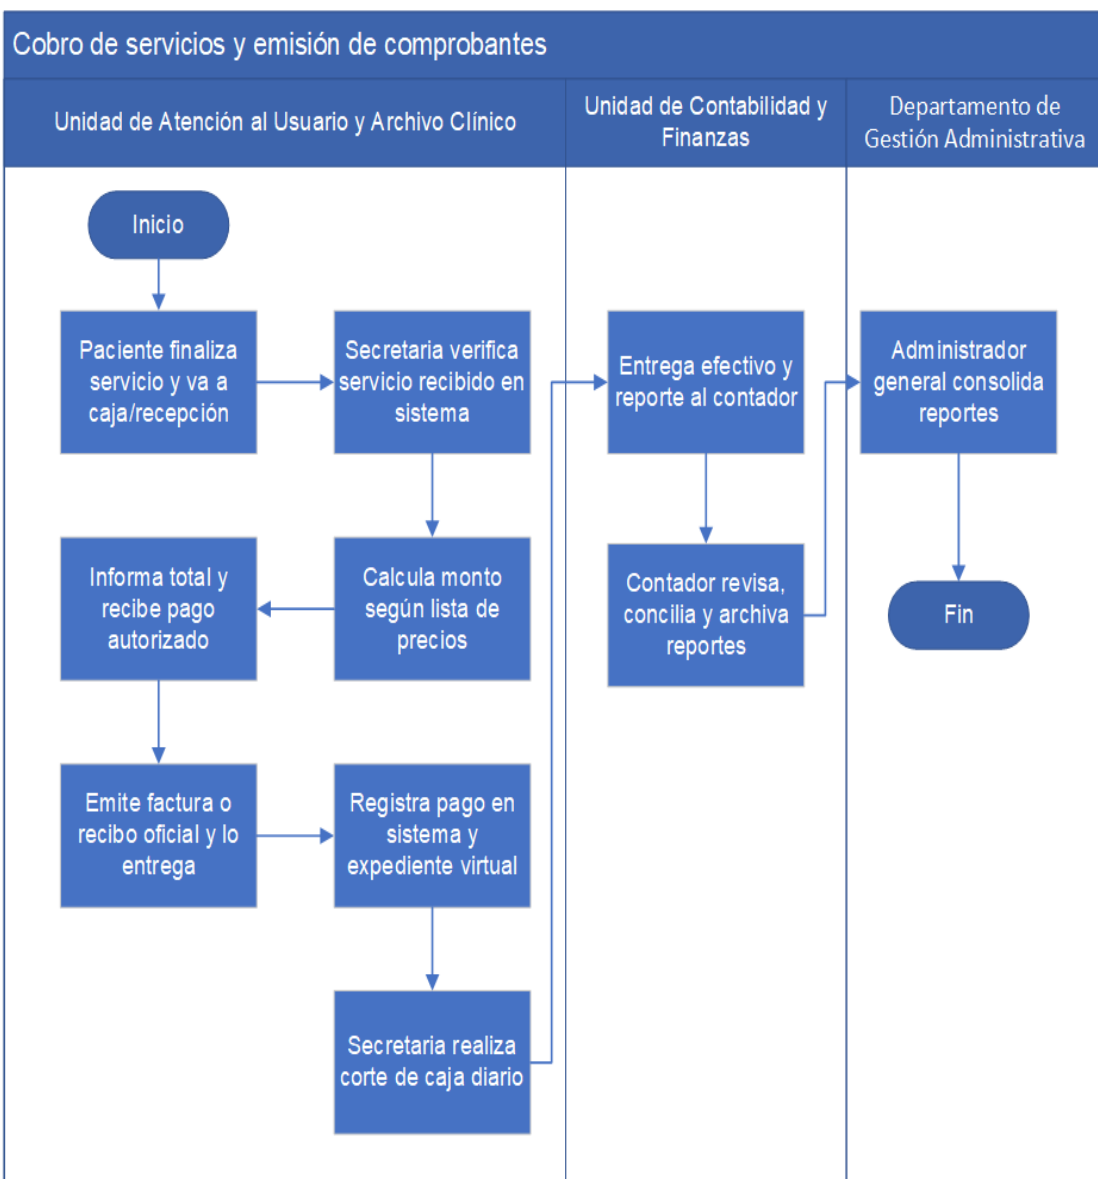 Cobro de servicios y emisión de comprobantes
Unidad de Atención al Usuario y Archivo Clínico
Unidad de Contabilidad y
Finanzas
Departamento de
Gestión Administrativa
Inicio
Paciente finaliza
servicio y va a
caja/recepción
Secretaria verifica
servicio recibido en
sistema
Calcula monto
según lista de
precios
Informa total y
recibe pago
autorizado
Emite factura o
recibo oficial y lo
entrega
Registra pago en
sistema y
expediente virtual
Secretaria realiza
corte de caja diario
Entrega efectivo y
reporte al contador
Contador revisa,
concilia y archiva
reportes
Administrador
general consolida
reportes
Fin